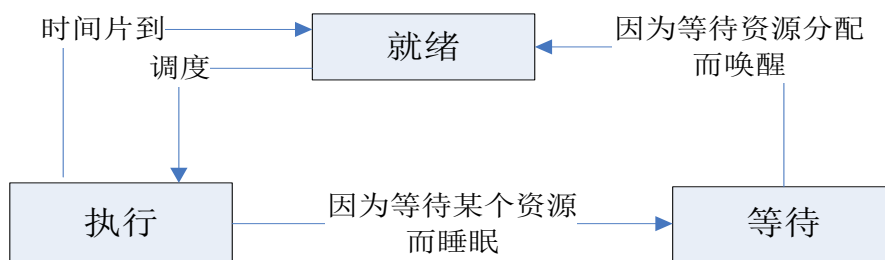 时间片到
就绪
因为等待资源分配
而唤醒
调度
执行
因为等待某个资源
而睡眠
等待